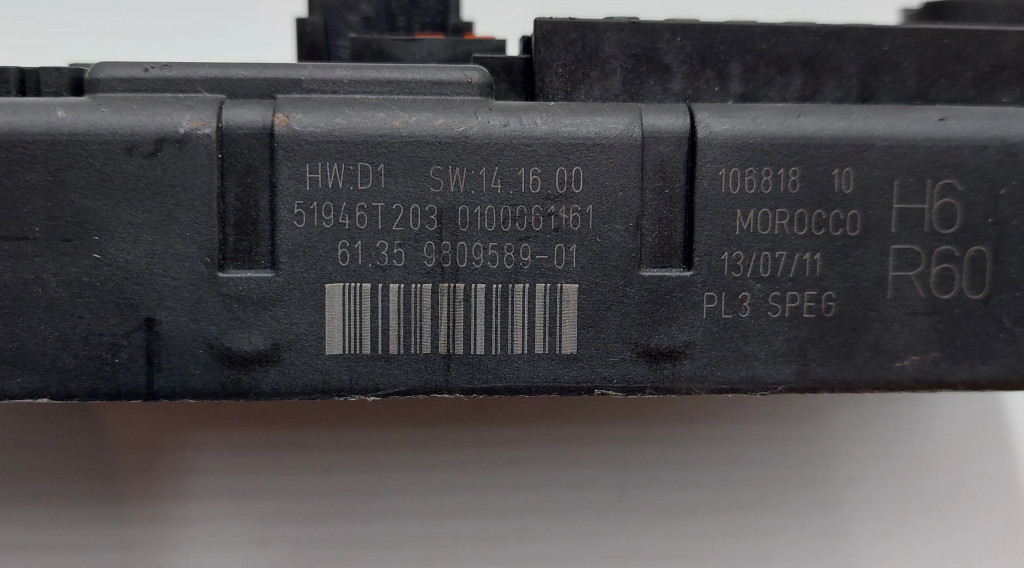 HW:D1 SW:14.16.00
51946T203 0100061161
61.35 9809589-01
106818 10
MOROCCO
13/07/11
PL3 SPEG
H6
R60